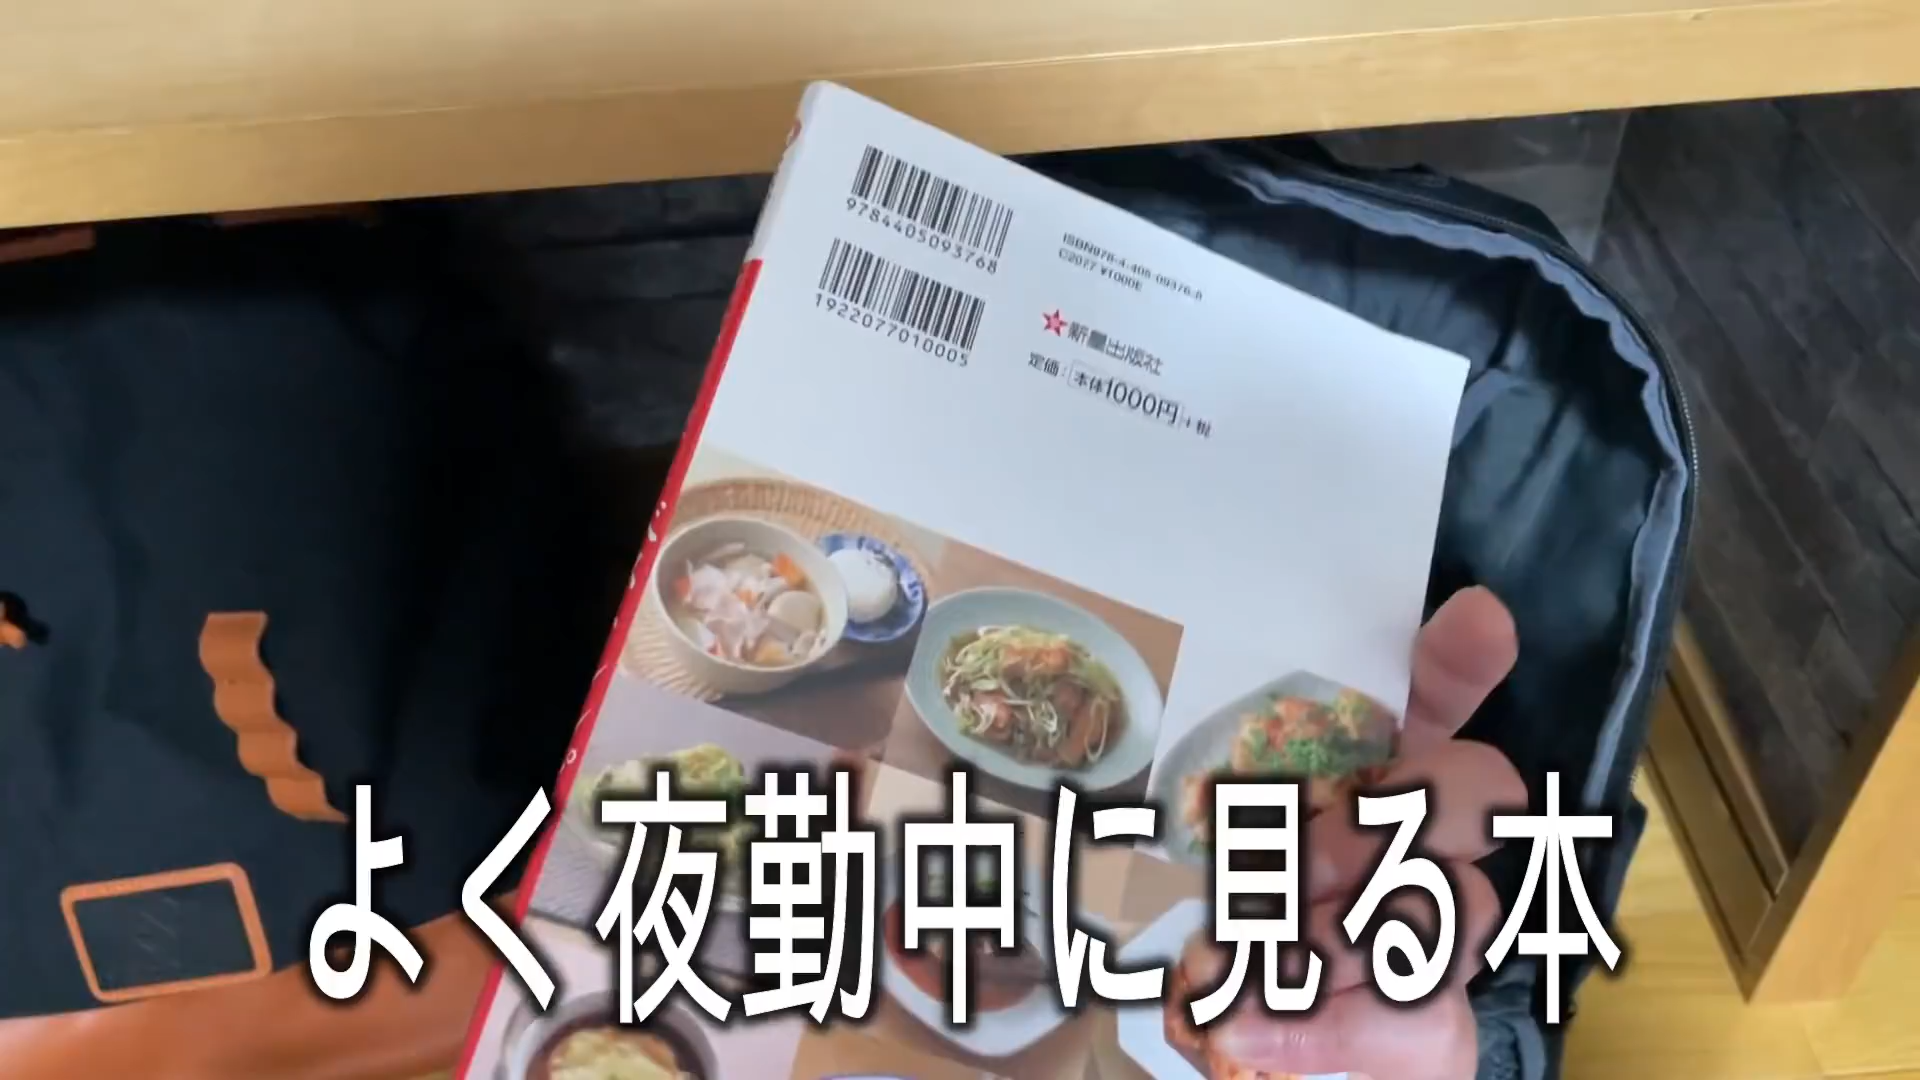 9784405093768
1922077010005
ISBN978-4-405-09376-8
C2077 ¥1000E
新星出版社
定価：本体1000円+税
よく夜勤中に見る本